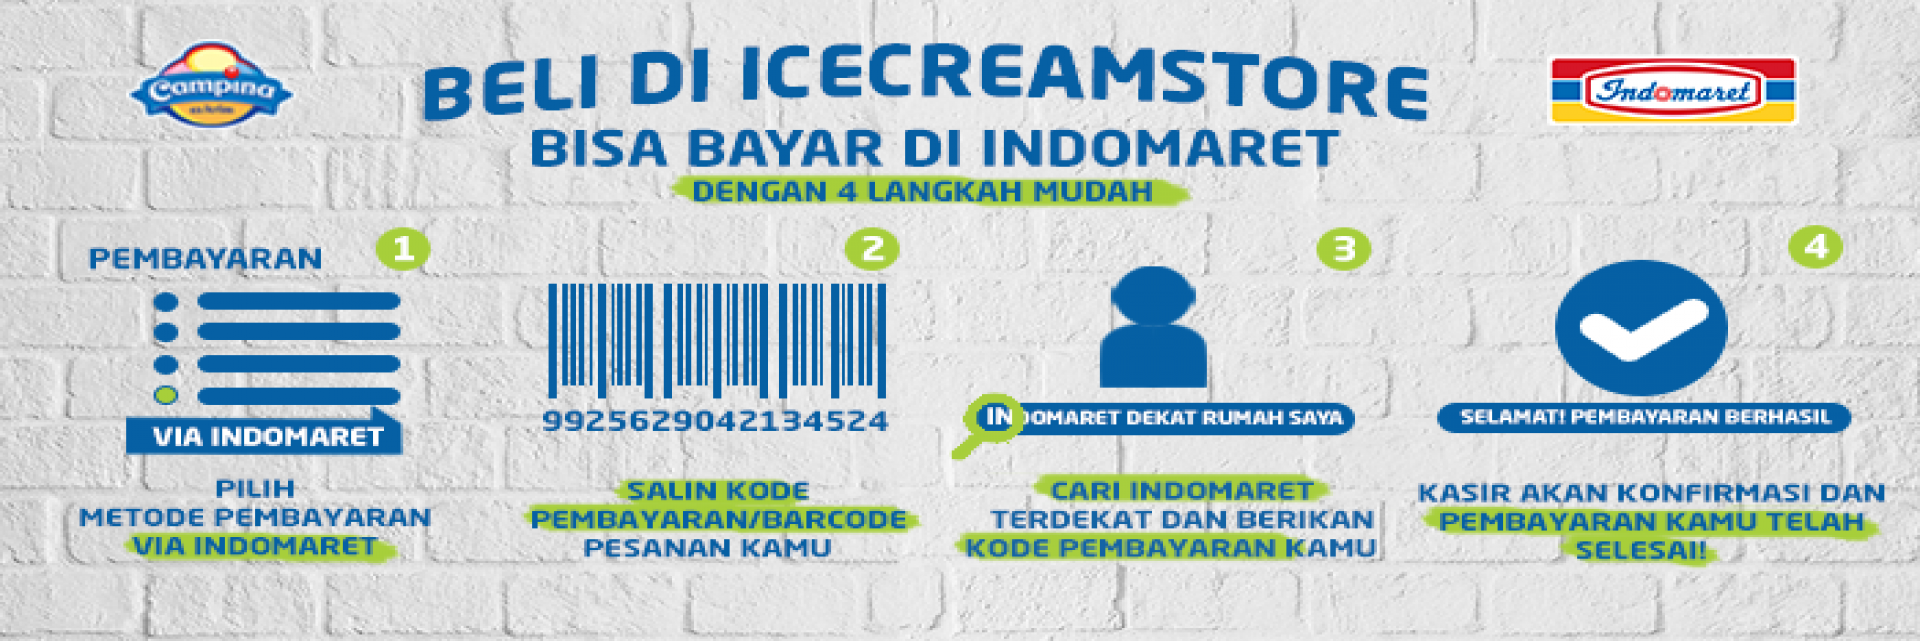 Campina
BELI DI ICECREAMSTORE
Indomaret
BISA BAYAR DI INDOMARET
DENGAN 4 LANGKAH MUDAH
PEMBAYARAN
1
VIA INDOMARET
PILIH
METODE PEMBAYARAN
VIA INDOMARET
2
9925629042134524
SALIN KODE
PEMBAYARAN/BARCODE
PESANAN KAMU
3
INDOMARET DEKAT RUMAH SAYA
CARI INDOMARET
TERDEKAT DAN BERIKAN
KODE PEMBAYARAN KAMU
4
SELAMAT! PEMBAYARAN BERHASIL
KASIR AKAN KONFIRMASI DAN
PEMBAYARAN KAMU TELAH
SELESAI!